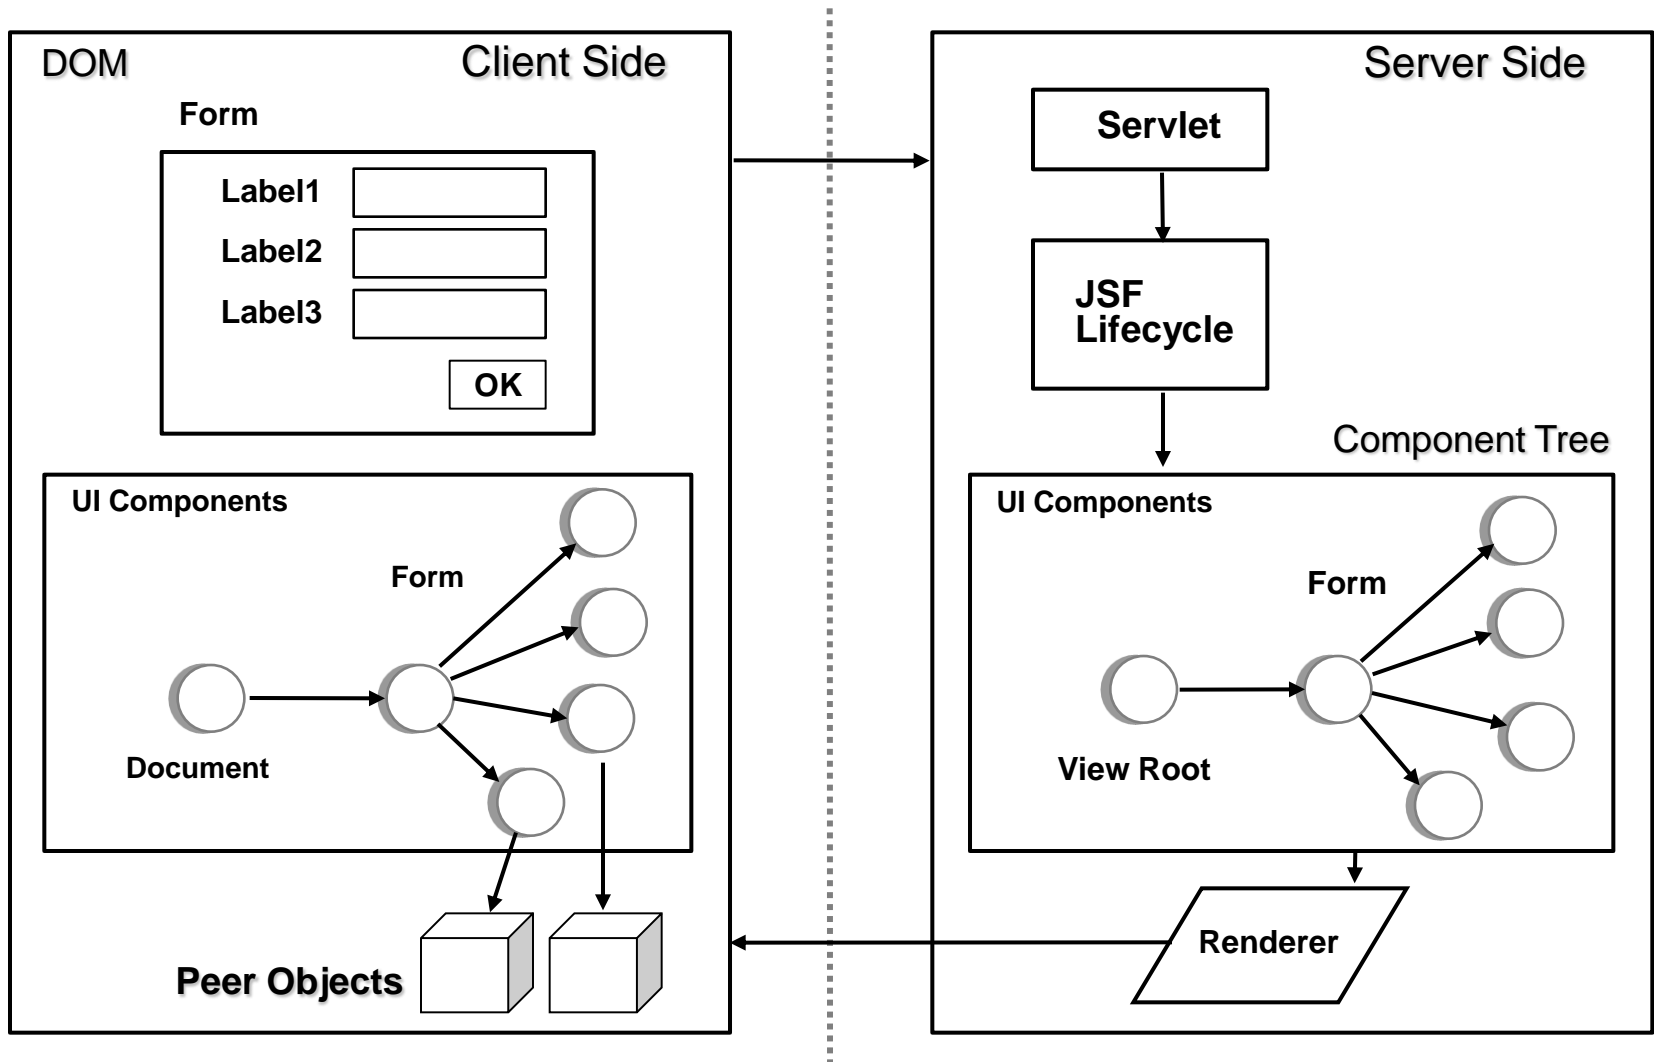 DOM
Client Side
Form
Label1
Label2
Label3
OK
UI Components
Form
Document
Peer Objects
Server Side
Servlet
JSF
Lifecycle
Component Tree
UI Components
Form
View Root
Renderer